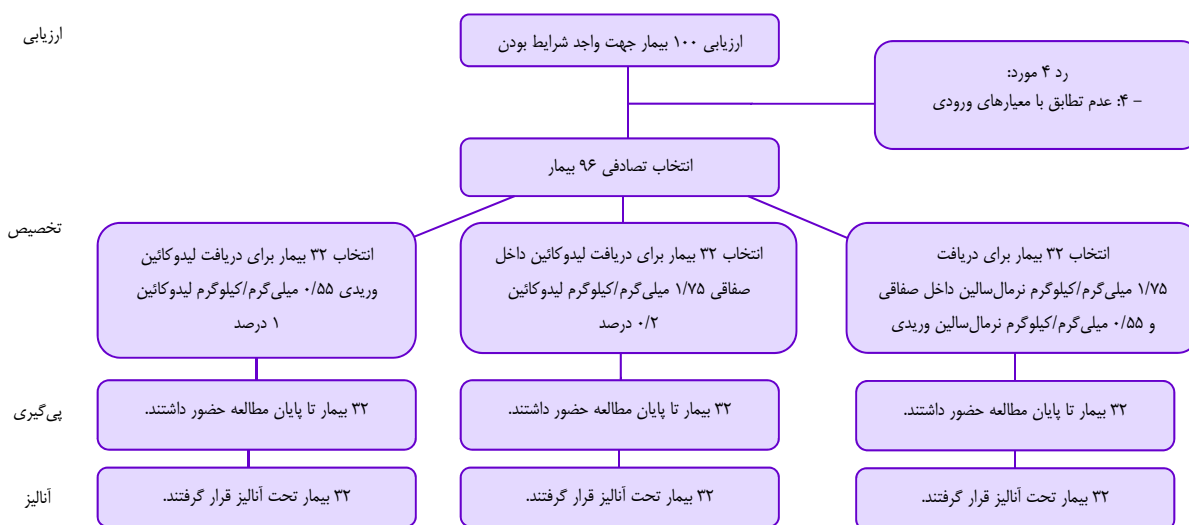 ارزیابی
ارزیابی ۱۰۰ بیمار جهت واجد شرایط بودن
رد ۴ مورد:
– ۴: عدم تطابق با معیارهای ورودی
انتخاب تصادفی ۹۶ بیمار
تخصیص
انتخاب ۳۲ بیمار برای دریافت
۱/۷۵ میلی‌گرم/کیلوگرم نرمال‌سالین داخل صفاقی
و ۰/۵۵ میلی‌گرم/کیلوگرم نرمال‌سالین وریدی
انتخاب ۳۲ بیمار برای دریافت لیدوکائین داخل
صفاقی ۱/۷۵ میلی‌گرم/کیلوگرم لیدوکائین
۰/۲ درصد
انتخاب ۳۲ بیمار برای دریافت لیدوکائین
وریدی ۰/۵۵ میلی‌گرم/کیلوگرم لیدوکائین
۱ درصد
پی‌گیری
۳۲ بیمار تا پایان مطالعه حضور داشتند.
۳۲ بیمار تا پایان مطالعه حضور داشتند.
۳۲ بیمار تا پایان مطالعه حضور داشتند.
آنالیز
۳۲ بیمار تحت آنالیز قرار گرفتند.
۳۲ بیمار تحت آنالیز قرار گرفتند.
۳۲ بیمار تحت آنالیز قرار گرفتند.